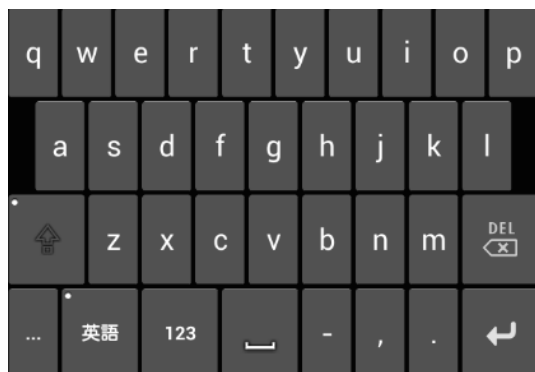 q w e r t y u i o p
a s d f g h j k l
z x c v b n m DEL
... 英語 123 - , .